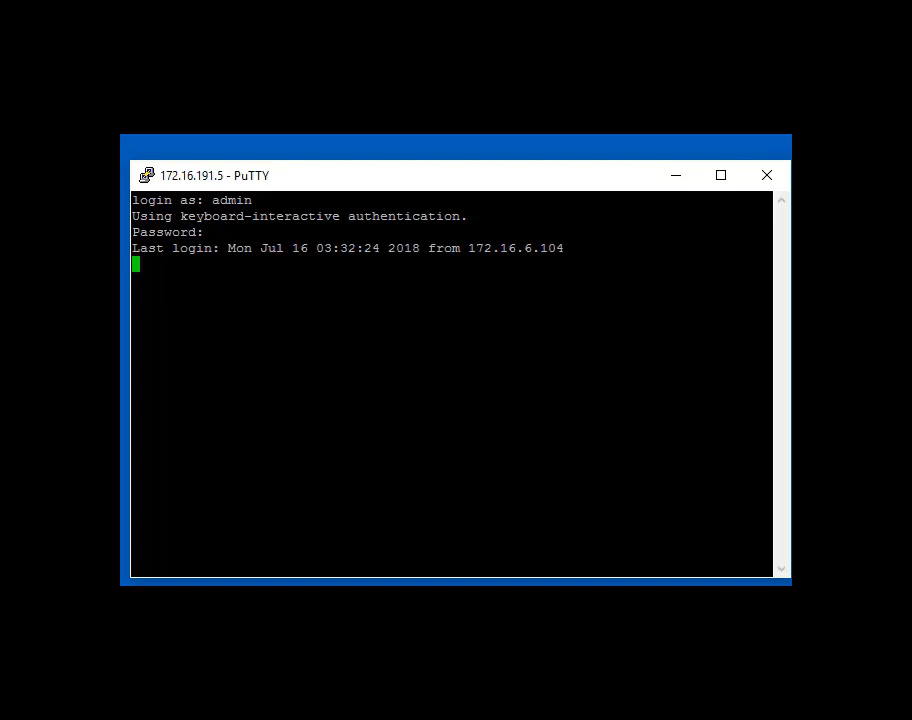 172.16.191.5 - PuTTY
login as: admin
Using keyboard-interactive authentication.
Password:
Last login: Mon Jul 16 03:32:24 2018 from 172.16.6.104